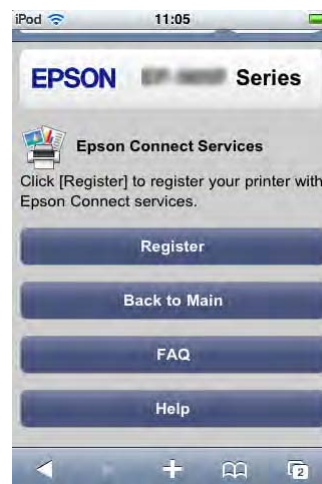 iPod 11:05
EPSON Series
Epson Connect Services
Click [Register] to register your printer with
Epson Connect services.
Register
Back to Main
FAQ
Help
2